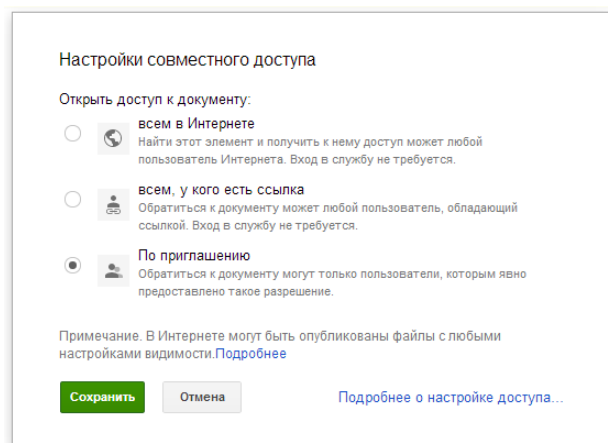 Настройки совместного доступа
Открыть доступ к документу:
всем в Интернете
Найти этот элемент и получить к нему доступ может любой
пользователь Интернета. Вход в службу не требуется.
всем, у кого есть ссылка
Обратиться к документу может любой пользователь, обладающий
ссылкой. Вход в службу не требуется.
По приглашению
Обратиться к документу могут только пользователи, которым явно
предоставлено такое разрешение.
Примечание. В Интернете могут быть опубликованы файлы с любыми
настройками видимости.Подробнее
Сохранить Отмена Подробнее о настройке доступа...